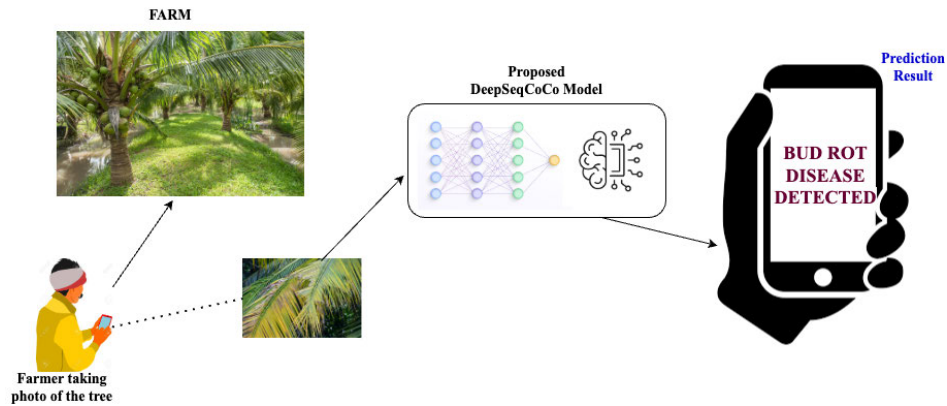 FARM
Proposed
DeepSeqCoCo Model
Prediction
Result
BUD ROT
DISEASE
DETECTED
Farmer taking
photo of the tree